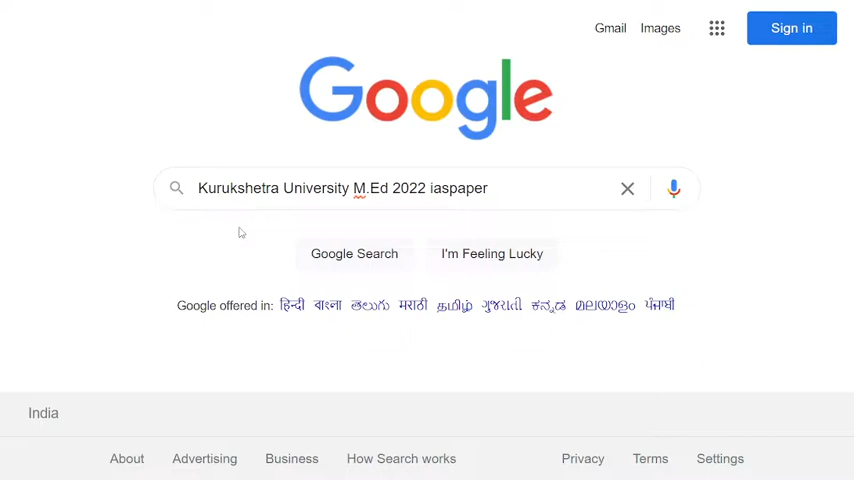 Gmail Images Sign in
Google
Kurukshetra University M.Ed 2022 iaspaper
Google Search I'm Feeling Lucky
Google offered in: हिन्दी বাংলা తెలుగు मराठी தமிழ் ગુજરાતી ಕನ್ನಡ മലയാളം ਪੰਜਾਬੀ
India
About Advertising Business How Search works Privacy Terms Settings